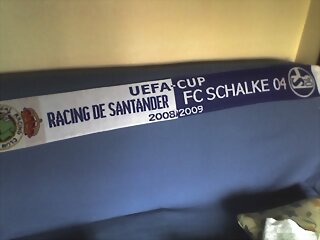 UEFA-CUP
RACING DE SANTANDER FC SCHALKE 04
2008/2009